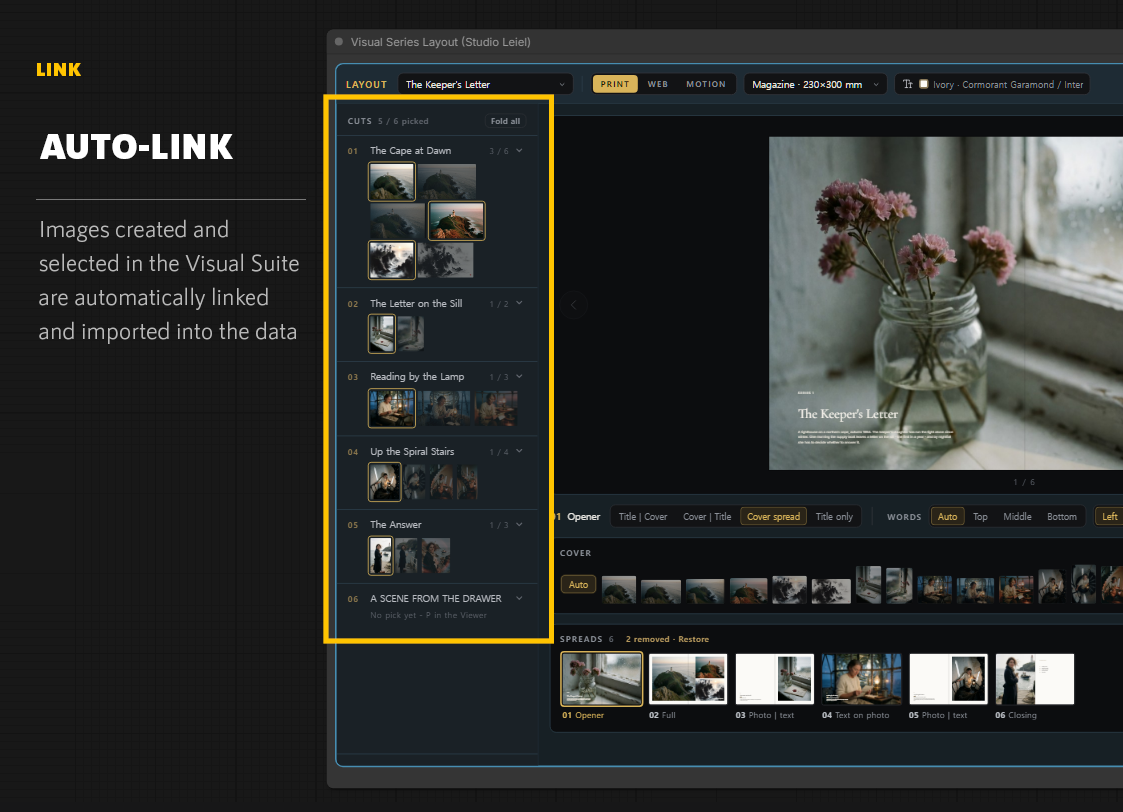 LINK
AUTO-LINK
Images created and
selected in the Visual Suite
are automatically linked
and imported into the data
Visual Series Layout (Studio Leiel)
LAYOUT The Keeper's Letter PRINT WEB MOTION Magazine · 230×300 mm Tt Ivory · Cormorant Garamond / Inter
CUTS 5 / 6 picked Fold all
01 The Cape at Dawn 3 / 6
02 The Letter on the Sill 1 / 2
03 Reading by the Lamp 1 / 3
04 Up the Spiral Stairs 1 / 4
05 The Answer 1 / 3
06 A SCENE FROM THE DRAWER
No pick yet - P in the Viewer
The Keeper's Letter
1 / 6
01 Opener Title | Cover Cover | Title Cover spread Title only WORDS Auto Top Middle Bottom Left
COVER
Auto
SPREADS 6 2 removed · Restore
01 Opener 02 Full 03 Photo | text 04 Text on photo 05 Photo | text 06 Closing